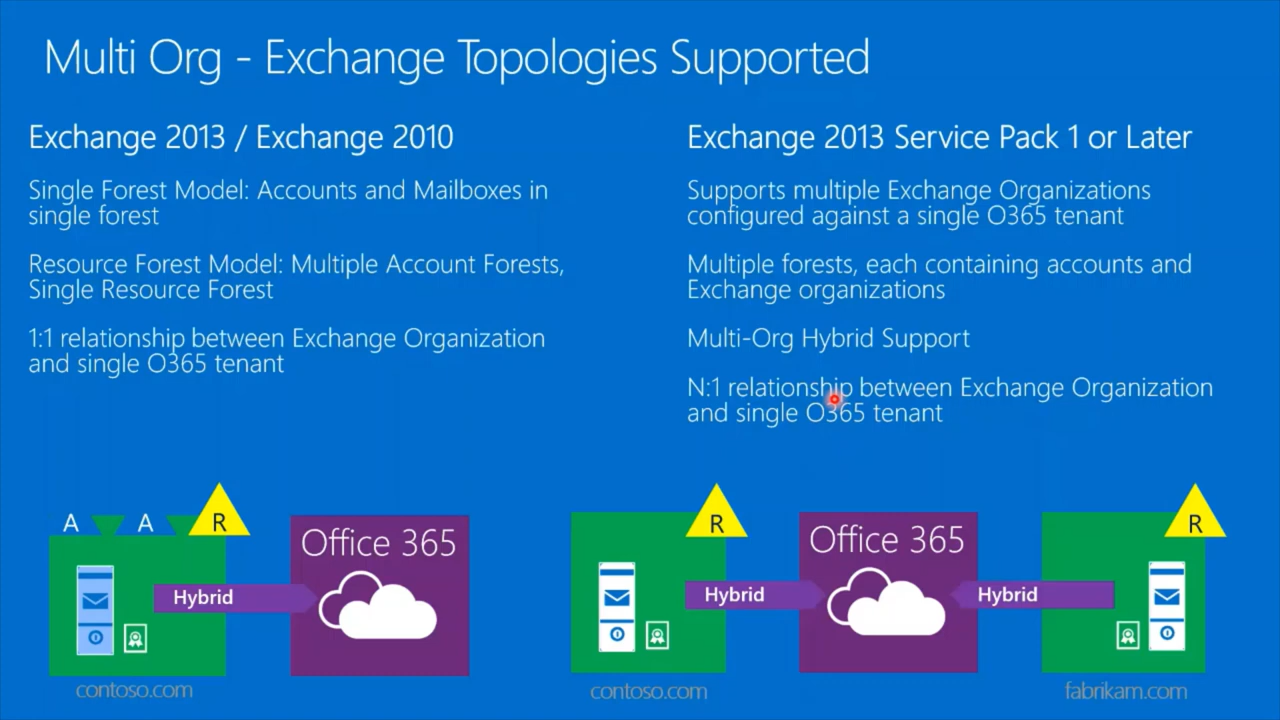 Multi Org - Exchange Topologies Supported
Exchange 2013 / Exchange 2010
Single Forest Model: Accounts and Mailboxes in
single forest
Resource Forest Model: Multiple Account Forests,
Single Resource Forest
1:1 relationship between Exchange Organization
and single O365 tenant
Exchange 2013 Service Pack 1 or Later
Supports multiple Exchange Organizations
configured against a single O365 tenant
Multiple forests, each containing accounts and
Exchange organizations
Multi-Org Hybrid Support
N:1 relationship between Exchange Organization
and single O365 tenant
A A R
Office 365
Hybrid
contoso.com
R
Office 365
R
Hybrid
Hybrid
contoso.com
fabrikam.com